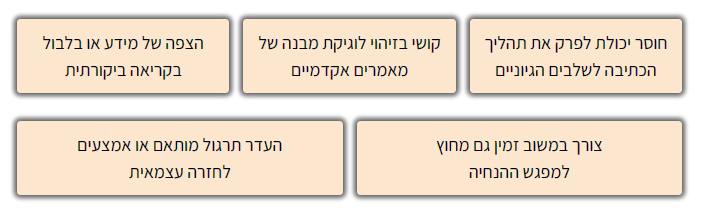 חוסר יכולת לפרק את תהליך
הכתיבה לשלבים הגיוניים
קושי בזיהוי לוגיקת מבנה של
מאמרים אקדמיים
הצפה של מידע או בלבול
בקריאה ביקורתית
צורך במשוב זמין גם מחוץ
למפגש ההנחיה
העדר תרגול מותאם או אמצעים
לחזרה עצמאית